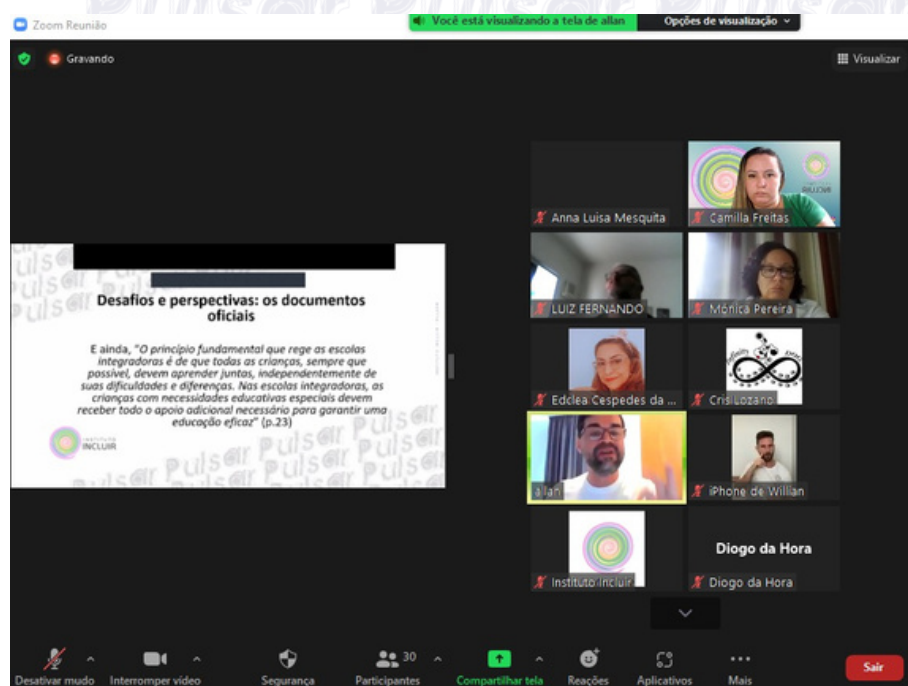 Zoom Reunião
Você está visualizando a tela de allan
Opções de visualização
Gravando
Visualizar
Desafios e perspectivas: os documentos
oficiais
E ainda, "O princípio fundamental que rege as escolas
integradoras é de que todas as crianças, sempre que
possível, devem aprender juntas, independentemente de
suas dificuldades e diferenças. Nas escolas integradoras, as
crianças com necessidades educativas especiais devem
receber todo o apoio adicional necessário para garantir uma
educação eficaz" (p.23)
INSTITUTO
INCLUIR
Pulsar Pulsar Pulsar
Anna Luisa Mesquita
Camilla Freitas
LUIZ FERNANDO
Mônica Pereira
Edclea Cespedes da ...
Cris Lozano
allan
iPhone de Willian
Instituto Incluir
Diogo da Hora
Diogo da Hora
Desativar mudo
Interromper vídeo
Segurança
30
Participantes
Compartilhar tela
Reações
Aplicativos
Mais
Sair